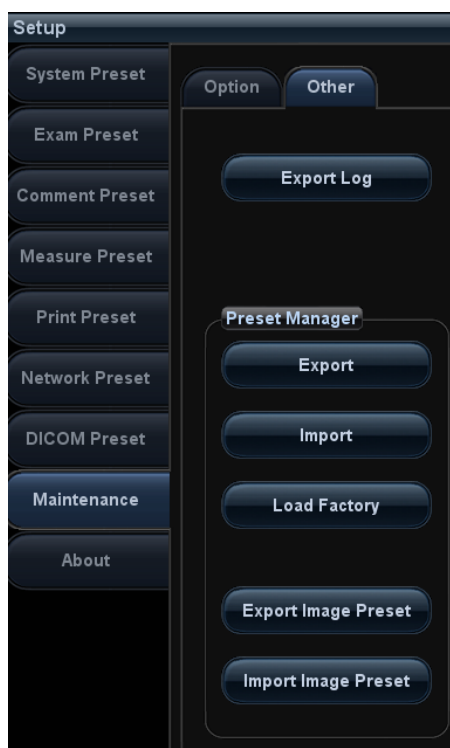 Setup
System Preset
Exam Preset
Comment Preset
Measure Preset
Print Preset
Network Preset
DICOM Preset
Maintenance
About
Option
Other
Export Log
Preset Manager
Export
Import
Load Factory
Export Image Preset
Import Image Preset